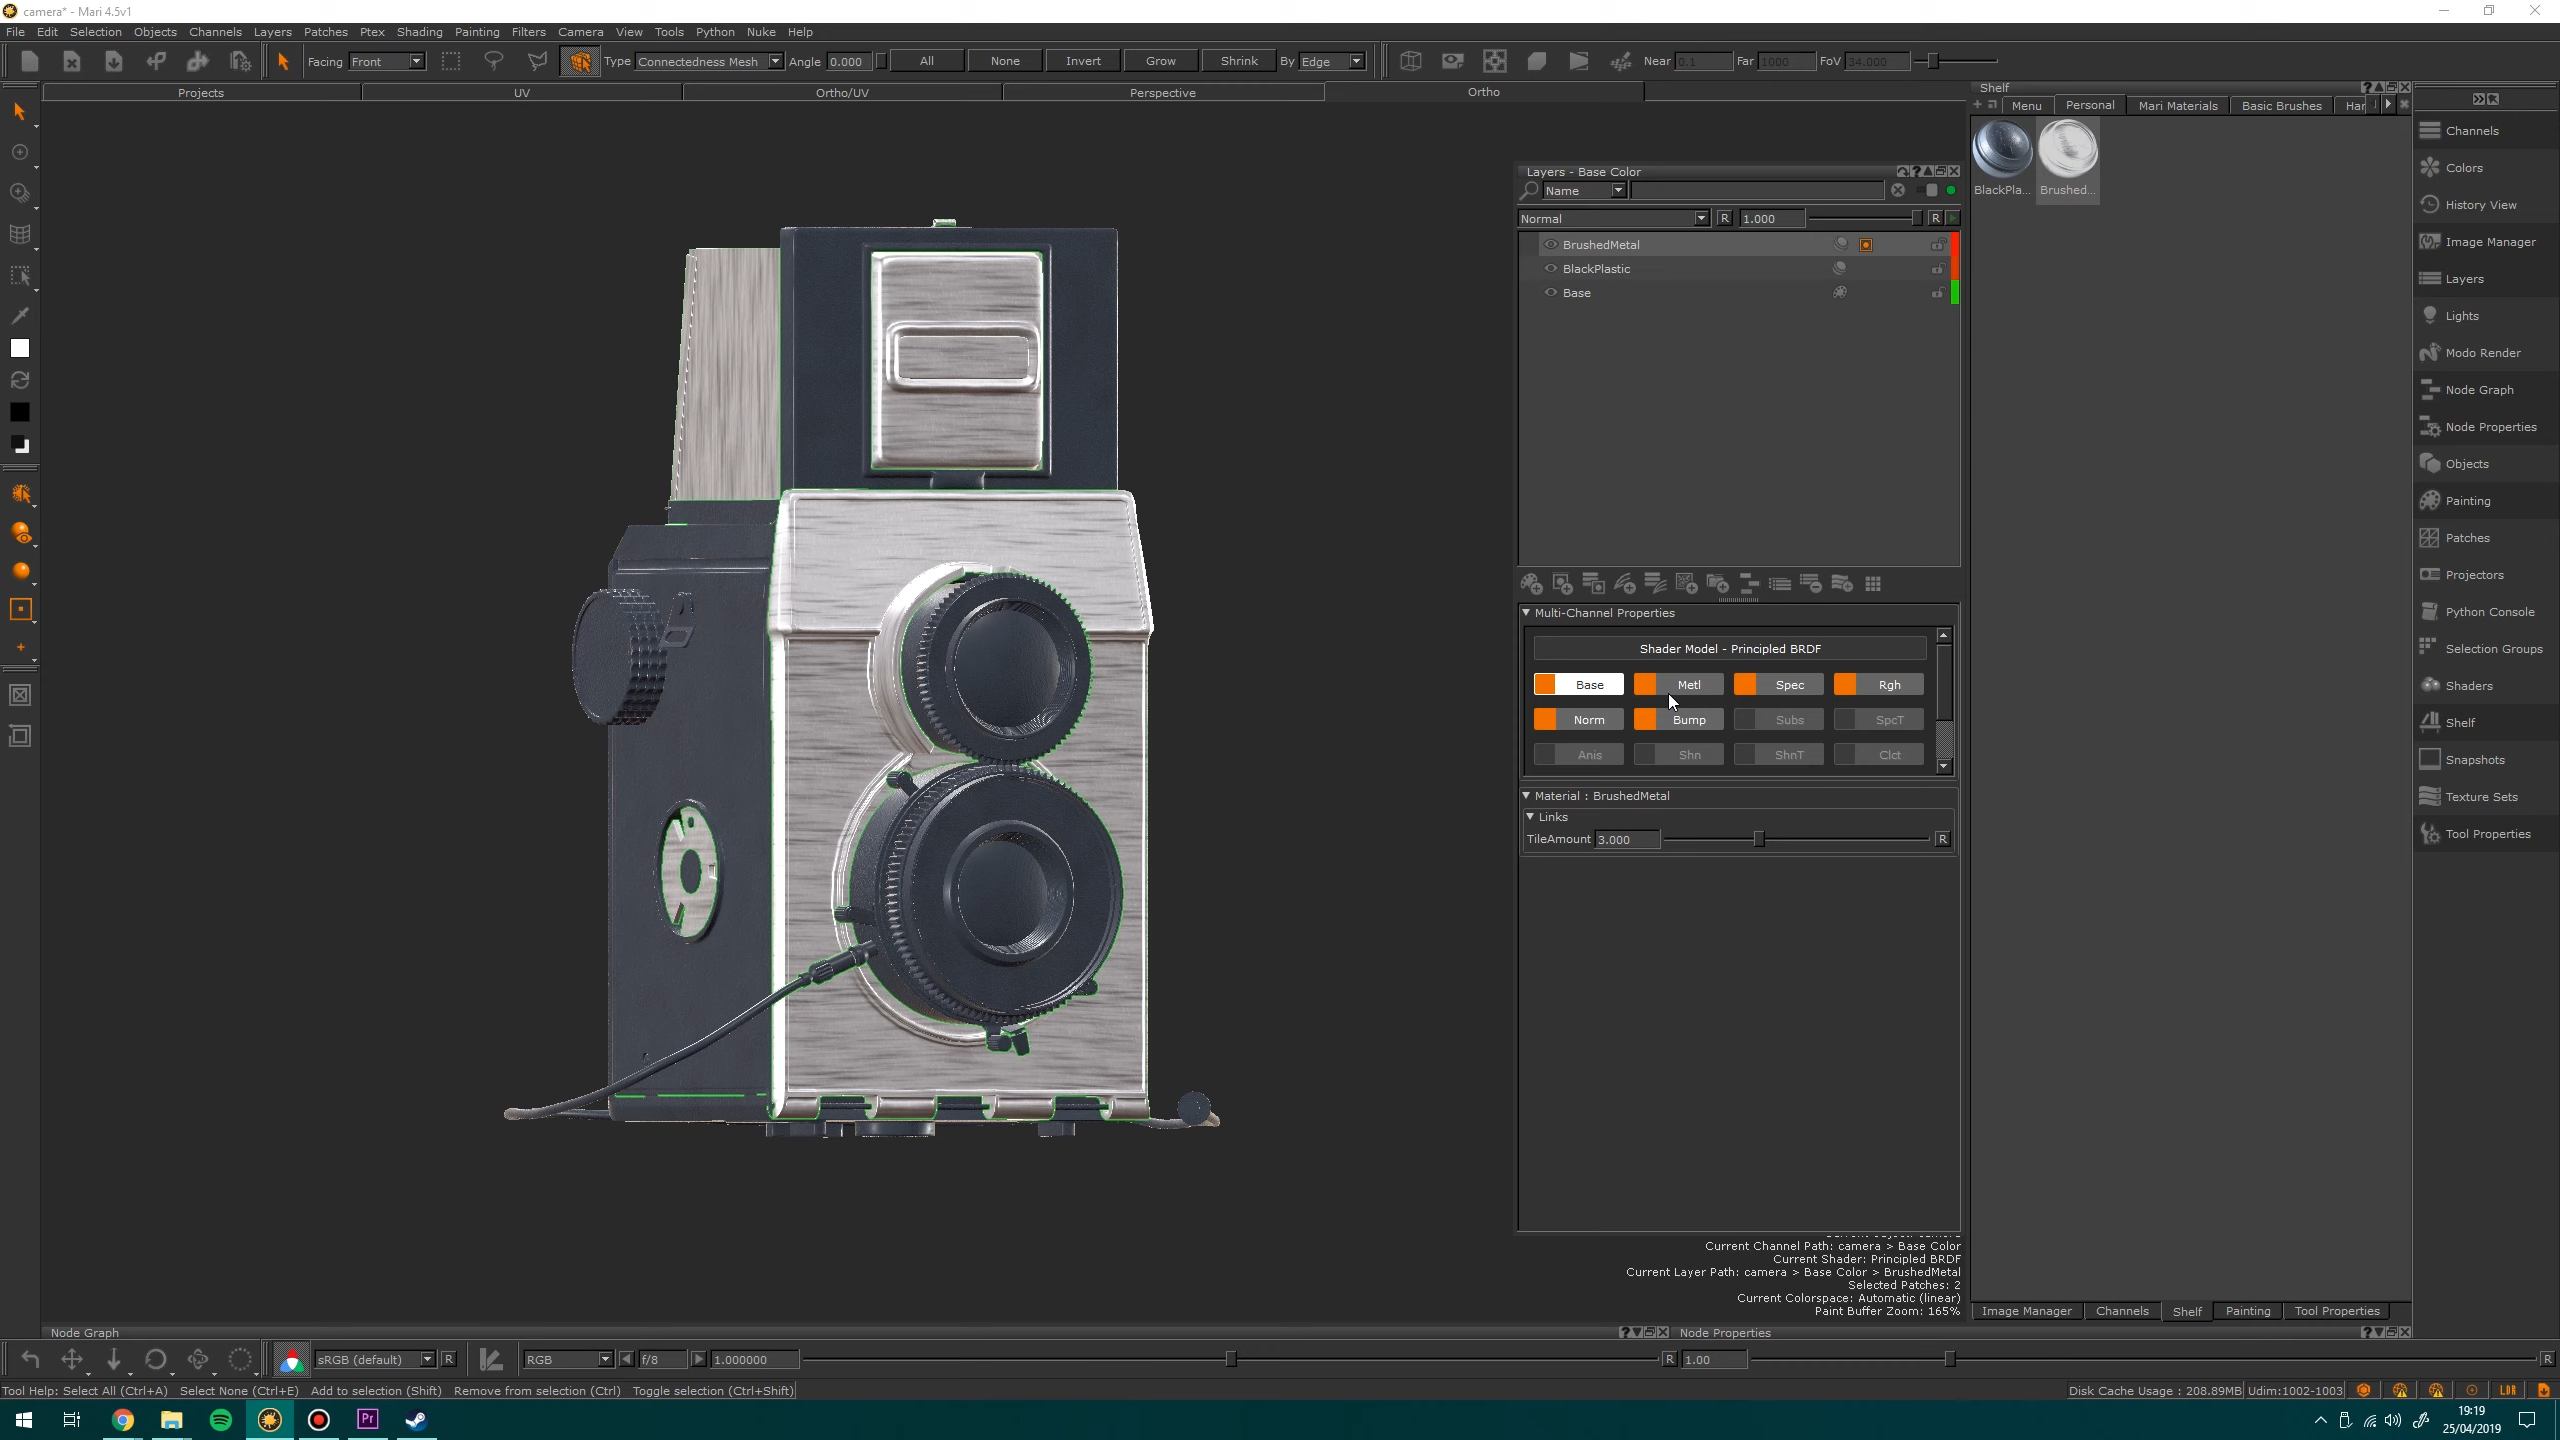 camera* - Mari 4.5v1
File Edit Selection Objects Channels Layers Patches Ptex Shading Painting Filters Camera View Tools Python Nuke Help
Facing Front Type Connectedness Mesh Angle 0.000 All None Invert Grow Shrink By Edge Near 0.1 Far 1000 FoV 34.000
Projects UV Ortho/UV Perspective Ortho
Shelf
Menu Personal Mari Materials Basic Brushes Har
BlackPla... Brushed...
Layers - Base Color
Name
Normal R 1.000 R
BrushedMetal
BlackPlastic
Base
Multi-Channel Properties
Shader Model - Principled BRDF
Base Metl Spec Rgh
Norm Bump Subs SpcT
Anis Shn ShnT Clct
Material : BrushedMetal
Links
TileAmount 3.000 R
Channels
Colors
History View
Image Manager
Layers
Lights
Modo Render
Node Graph
Node Properties
Objects
Painting
Patches
Projectors
Python Console
Selection Groups
Shaders
Shelf
Snapshots
Texture Sets
Tool Properties
Current Channel Path: camera > Base Color
Current Shader: Principled BRDF
Current Layer Path: camera > Base Color > BrushedMetal
Selected Patches: 2
Current Colorspace: Automatic (linear)
Paint Buffer Zoom: 165%
Image Manager Channels Shelf Painting Tool Properties
Node Graph Node Properties
sRGB (default) R RGB f/8 1.000000 R 1.00 R
Tool Help: Select All (Ctrl+A) Select None (Ctrl+E) Add to selection (Shift) Remove from selection (Ctrl) Toggle selection (Ctrl+Shift)
Disk Cache Usage : 208.89MB Udim:1002-1003 LDR
Pr
19:19
25/04/2019